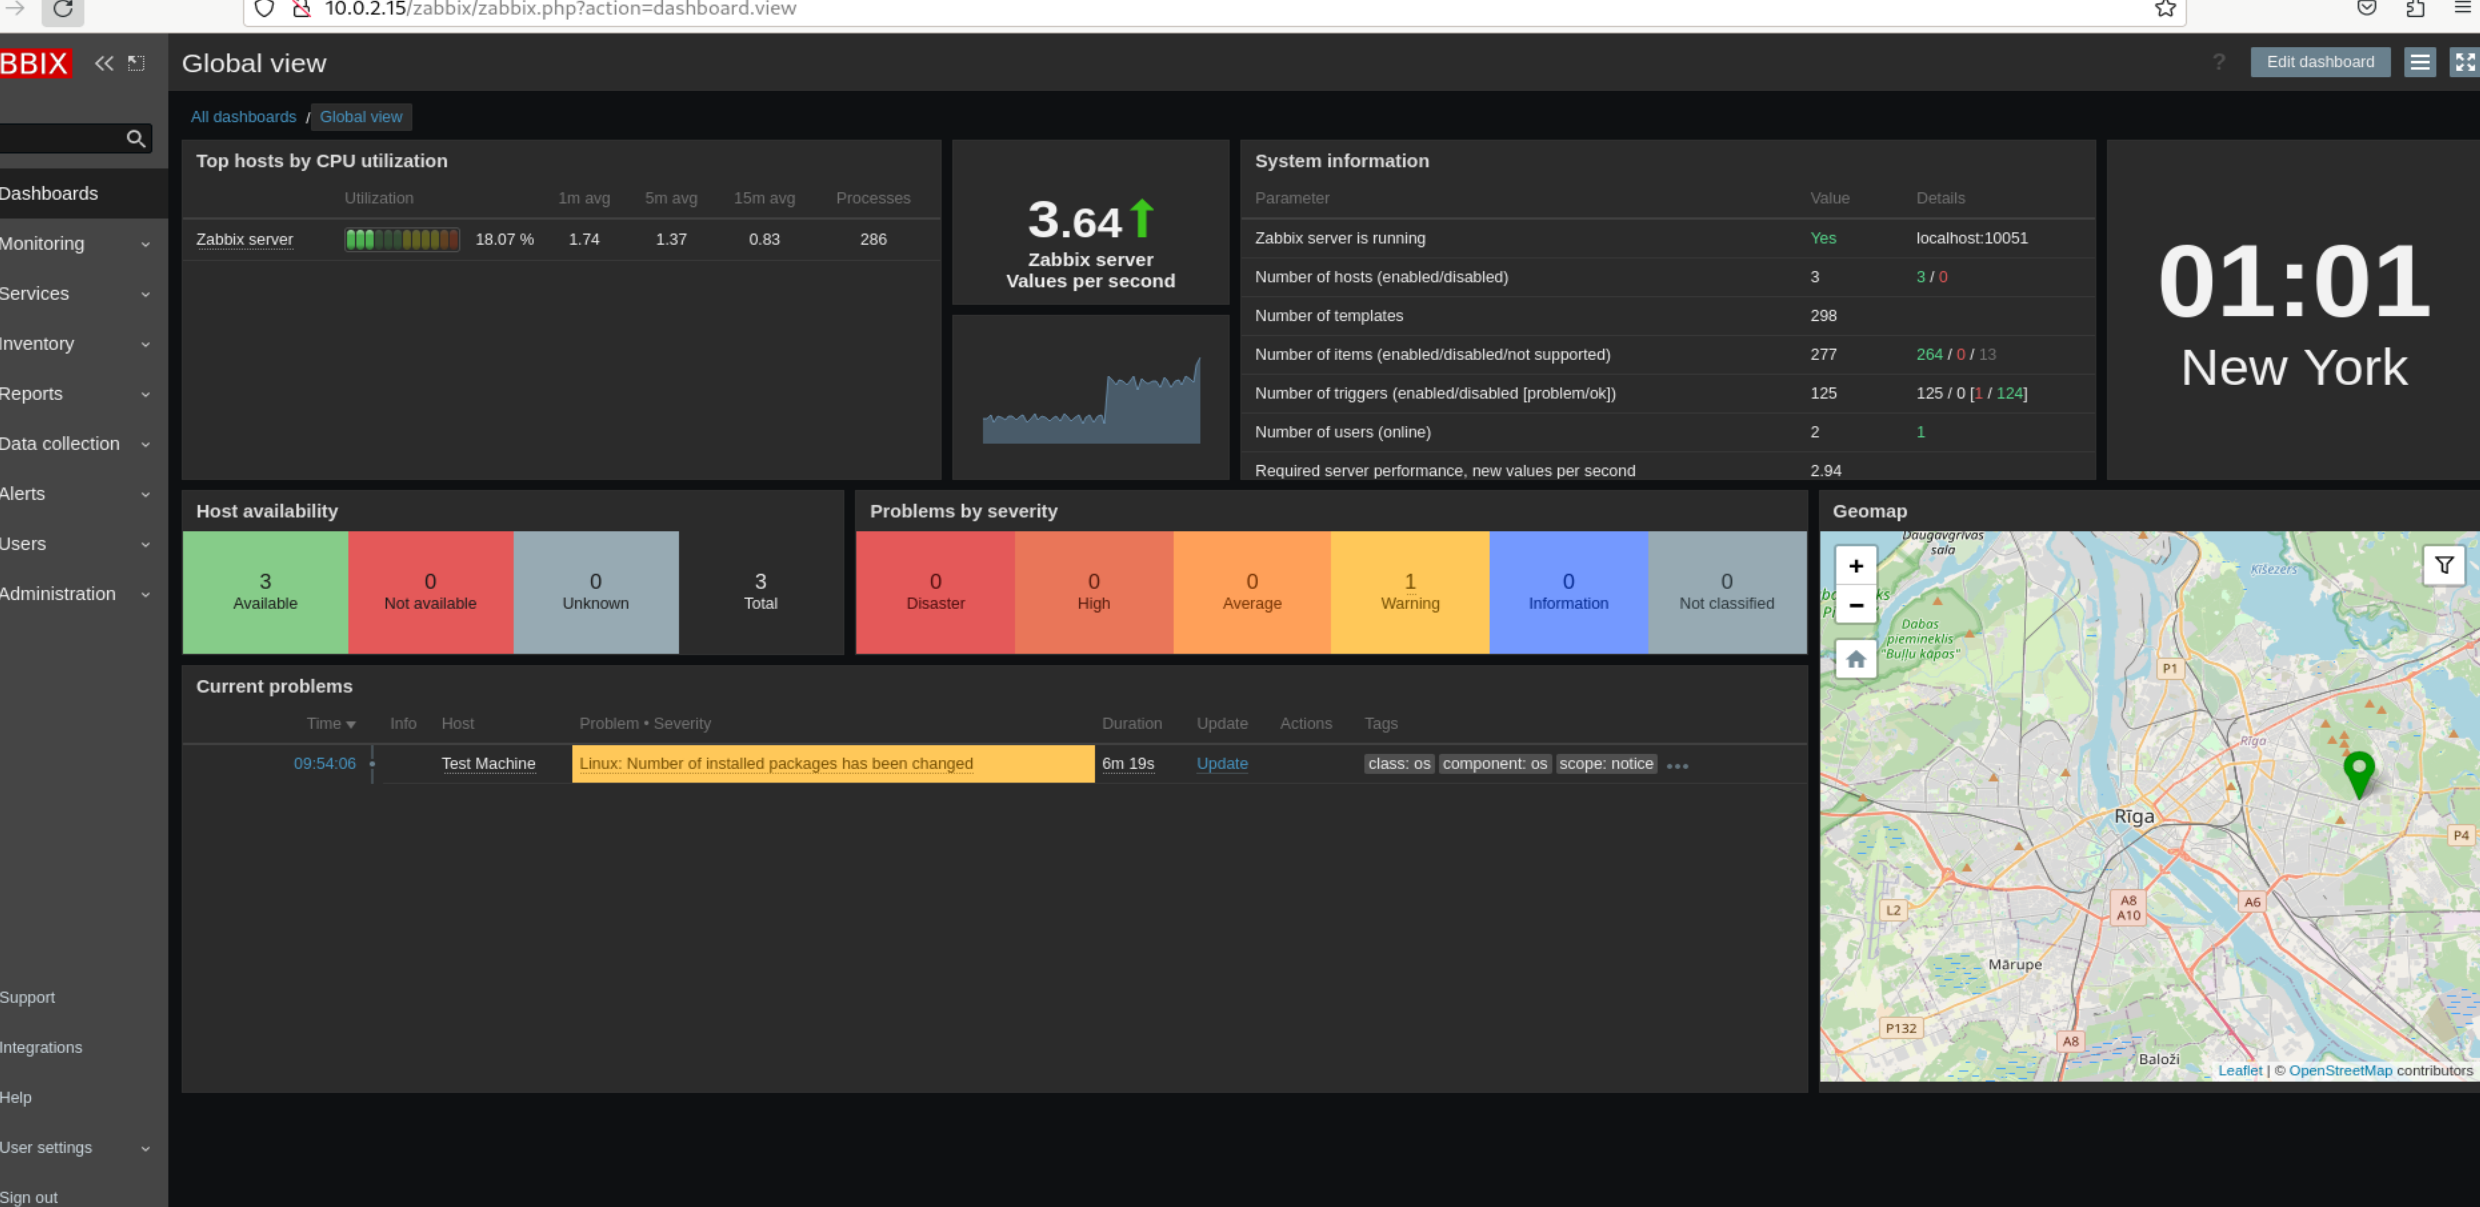 10.0.2.15/zabbix/zabbix.php?action=dashboard.view
BBIX
Global view
? Edit dashboard
All dashboards / Global view
Dashboards
Monitoring
Services
Inventory
Reports
Data collection
Alerts
Users
Administration
Support
Integrations
Help
User settings
Sign out
Top hosts by CPU utilization
Utilization 1m avg 5m avg 15m avg Processes
Zabbix server 18.07 % 1.74 1.37 0.83 286
3.64
Zabbix server
Values per second
System information
Parameter Value Details
Zabbix server is running Yes localhost:10051
Number of hosts (enabled/disabled) 3 3 / 0
Number of templates 298
Number of items (enabled/disabled/not supported) 277 264 / 0 / 13
Number of triggers (enabled/disabled [problem/ok]) 125 125 / 0 [1 / 124]
Number of users (online) 2 1
Required server performance, new values per second 2.94
01:01
New York
Host availability
3
Available
0
Not available
0
Unknown
3
Total
Problems by severity
0
Disaster
0
High
0
Average
1
Warning
0
Information
0
Not classified
Current problems
Time Info Host Problem • Severity Duration Update Actions Tags
09:54:06 Test Machine Linux: Number of installed packages has been changed 6m 19s Update class: os component: os scope: notice •••
Geomap
+
−
Daugavgrīvas
sala
Ķīšezers
Dabas
piemineklis
"Buļļu kāpas"
P1
Rīga
Rīga
P4
A8
A10
A6
L2
Mārupe
P132
A8
Baloži
Leaflet | © OpenStreetMap contributors